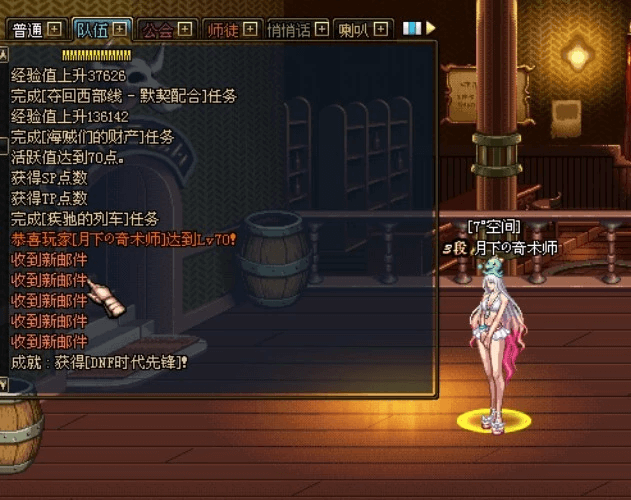 普通 队伍 公会 师徒 悄悄话 喇叭
经验值上升37626
完成[夺回西部线 - 默契配合]任务
经验值上升136142
完成[海贼们的财产]任务
活跃值达到70点。
获得SP点数
获得TP点数
完成[疾驰的列车]任务
恭喜玩家[月下の奇术师]达到Lv70!
收到新邮件
收到新邮件
收到新邮件
收到新邮件
收到新邮件
成就 : 获得[DNF时代先锋]!
[7°空间]
3段 月下の奇术师